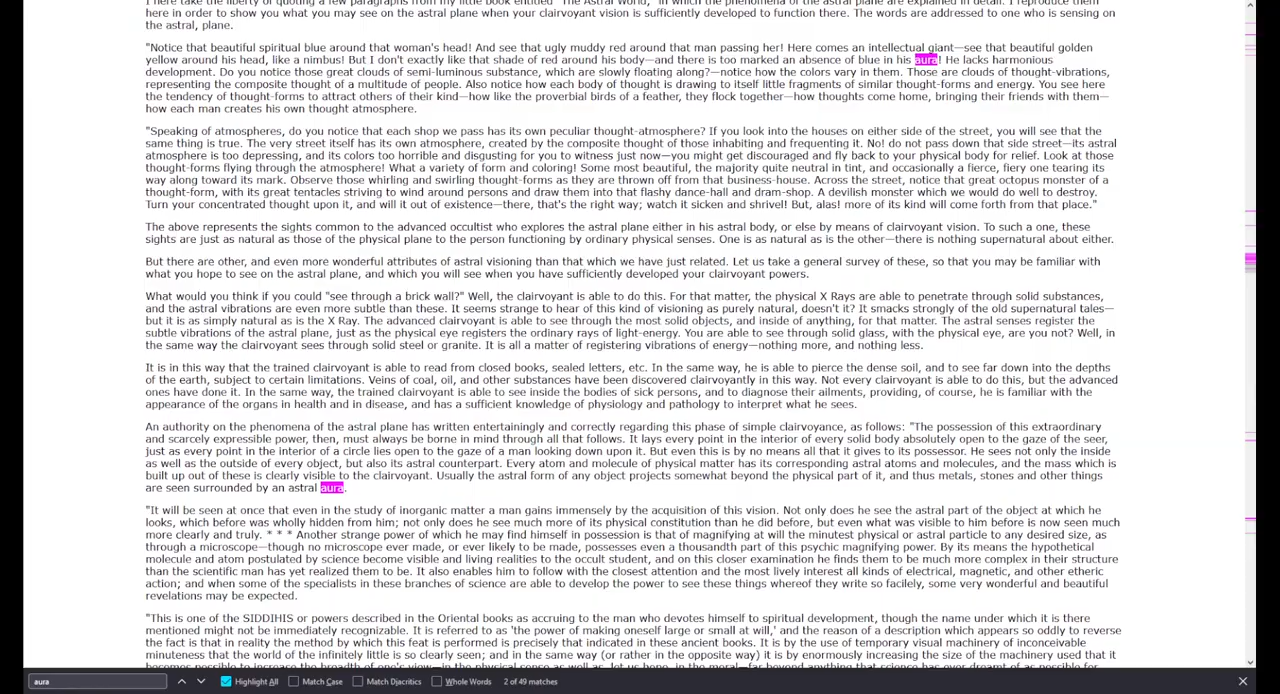 I here take the liberty of quoting a few paragraphs from my little book entitled "The Astral World," in which the phenomena of the astral plane are explained in detail. I reproduce them
here in order to show you what you may see on the astral plane when your clairvoyant vision is sufficiently developed to function there. The words are addressed to one who is sensing on
the astral, plane.
"Notice that beautiful spiritual blue around that woman's head! And see that ugly muddy red around that man passing her! Here comes an intellectual giant—see that beautiful golden
yellow around his head, like a nimbus! But I don't exactly like that shade of red around his body—and there is too marked an absence of blue in his aura! He lacks harmonious
development. Do you notice those great clouds of semi-luminous substance, which are slowly floating along?—notice how the colors vary in them. Those are clouds of thought-vibrations,
representing the composite thought of a multitude of people. Also notice how each body of thought is drawing to itself little fragments of similar thought-forms and energy. You see here
the tendency of thought-forms to attract others of their kind—how like the proverbial birds of a feather, they flock together—how thoughts come home, bringing their friends with them—
how each man creates his own thought atmosphere.
"Speaking of atmospheres, do you notice that each shop we pass has its own peculiar thought-atmosphere? If you look into the houses on either side of the street, you will see that the
same thing is true. The very street itself has its own atmosphere, created by the composite thought of those inhabiting and frequenting it. No! do not pass down that side street—its astral
atmosphere is too depressing, and its colors too horrible and disgusting for you to witness just now—you might get discouraged and fly back to your physical body for relief. Look at those
thought-forms flying through the atmosphere! What a variety of form and coloring! Some most beautiful, the majority quite neutral in tint, and occasionally a fierce, fiery one tearing its
way along toward its mark. Observe those whirling and swirling thought-forms as they are thrown off from that business-house. Across the street, notice that great octopus monster of a
thought-form, with its great tentacles striving to wind around persons and draw them into that flashy dance-hall and dram-shop. A devilish monster which we would do well to destroy.
Turn your concentrated thought upon it, and will it out of existence—there, that's the right way; watch it sicken and shrivel! But, alas! more of its kind will come forth from that place."
The above represents the sights common to the advanced occultist who explores the astral plane either in his astral body, or else by means of clairvoyant vision. To such a one, these
sights are just as natural as those of the physical plane to the person functioning by ordinary physical senses. One is as natural as is the other—there is nothing supernatural about either.
But there are other, and even more wonderful attributes of astral visioning than that which we have just related. Let us take a general survey of these, so that you may be familiar with
what you hope to see on the astral plane, and which you will see when you have sufficiently developed your clairvoyant powers.
What would you think if you could "see through a brick wall?" Well, the clairvoyant is able to do this. For that matter, the physical X Rays are able to penetrate through solid substances,
and the astral vibrations are even more subtle than these. It seems strange to hear of this kind of visioning as purely natural, doesn't it? It smacks strongly of the old supernatural tales—
but it is as simply natural as is the X Ray. The advanced clairvoyant is able to see through the most solid objects, and inside of anything, for that matter. The astral senses register the
subtle vibrations of the astral plane, just as the physical eye registers the ordinary rays of light-energy. You are able to see through solid glass, with the physical eye, are you not? Well, in
the same way the clairvoyant sees through solid steel or granite. It is all a matter of registering vibrations of energy—nothing more, and nothing less.
It is in this way that the trained clairvoyant is able to read from closed books, sealed letters, etc. In the same way, he is able to pierce the dense soil, and to see far down into the depths
of the earth, subject to certain limitations. Veins of coal, oil, and other substances have been discovered clairvoyantly in this way. Not every clairvoyant is able to do this, but the advanced
ones have done it. In the same way, the trained clairvoyant is able to see inside the bodies of sick persons, and to diagnose their ailments, providing, of course, he is familiar with the
appearance of the organs in health and in disease, and has a sufficient knowledge of physiology and pathology to interpret what he sees.
An authority on the phenomena of the astral plane has written entertainingly and correctly regarding this phase of simple clairvoyance, as follows: "The possession of this extraordinary
and scarcely expressible power, then, must always be borne in mind through all that follows. It lays every point in the interior of every solid body absolutely open to the gaze of the seer,
just as every point in the interior of a circle lies open to the gaze of a man looking down upon it. But even this is by no means all that it gives to its possessor. He sees not only the inside
as well as the outside of every object, but also its astral counterpart. Every atom and molecule of physical matter has its corresponding astral atoms and molecules, and the mass which is
built up out of these is clearly visible to the clairvoyant. Usually the astral form of any object projects somewhat beyond the physical part of it, and thus metals, stones and other things
are seen surrounded by an astral aura.
"It will be seen at once that even in the study of inorganic matter a man gains immensely by the acquisition of this vision. Not only does he see the astral part of the object at which he
looks, which before was wholly hidden from him; not only does he see much more of its physical constitution than he did before, but even what was visible to him before is now seen much
more clearly and truly. * * * Another strange power of which he may find himself in possession is that of magnifying at will the minutest physical or astral particle to any desired size, as
through a microscope—though no microscope ever made, or ever likely to be made, possesses even a thousandth part of this psychic magnifying power. By its means the hypothetical
molecule and atom postulated by science become visible and living realities to the occult student, and on this closer examination he finds them to be much more complex in their structure
than the scientific man has yet realized them to be. It also enables him to follow with the closest attention and the most lively interest all kinds of electrical, magnetic, and other etheric
action; and when some of the specialists in these branches of science are able to develop the power to see these things whereof they write so facilely, some very wonderful and beautiful
revelations may be expected.
"This is one of the SIDDIHIS or powers described in the Oriental books as accruing to the man who devotes himself to spiritual development, though the name under which it is there
mentioned might not be immediately recognizable. It is referred to as 'the power of making oneself large or small at will,' and the reason of a description which appears so oddly to reverse
the fact is that in reality the method by which this feat is performed is precisely that indicated in these ancient books. It is by the use of temporary visual machinery of inconceivable
minuteness that the world of the infinitely little is so clearly seen; and in the same way (or rather in the opposite way) it is by enormously increasing the size of the machinery used that it
becomes possible to increase the breadth of one's view—in the physical sense as well as, let us hope, in the moral—far beyond anything that science has ever dreamt of as possible for
aura
Highlight All
Match Case
Match Diacritics
Whole Words
2 of 49 matches